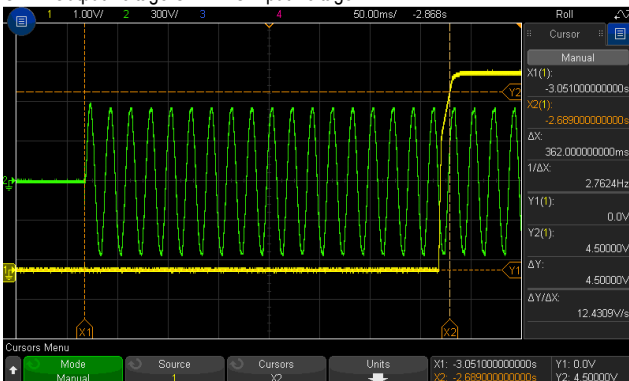 1 1.00V/ 2 300V/ 3 4 50.00ms/ -2.868s Roll
Cursor
Manual
X1(1):
-3.051000000000s
X2(1):
-2.689000000000s
ΔX:
362.000000000ms
1/ΔX:
2.7624Hz
Y1(1):
0.0V
Y2(1):
4.50000V
ΔY:
4.50000V
ΔY/ΔX:
12.4309V/s
Y2
2
1
Y1
X1 X2
Cursors Menu
Mode Source Cursors Units X1: -3.051000000000s Y1: 0.0V
Manual 1 X2 X2: -2.689000000000s Y2: 4.50000V